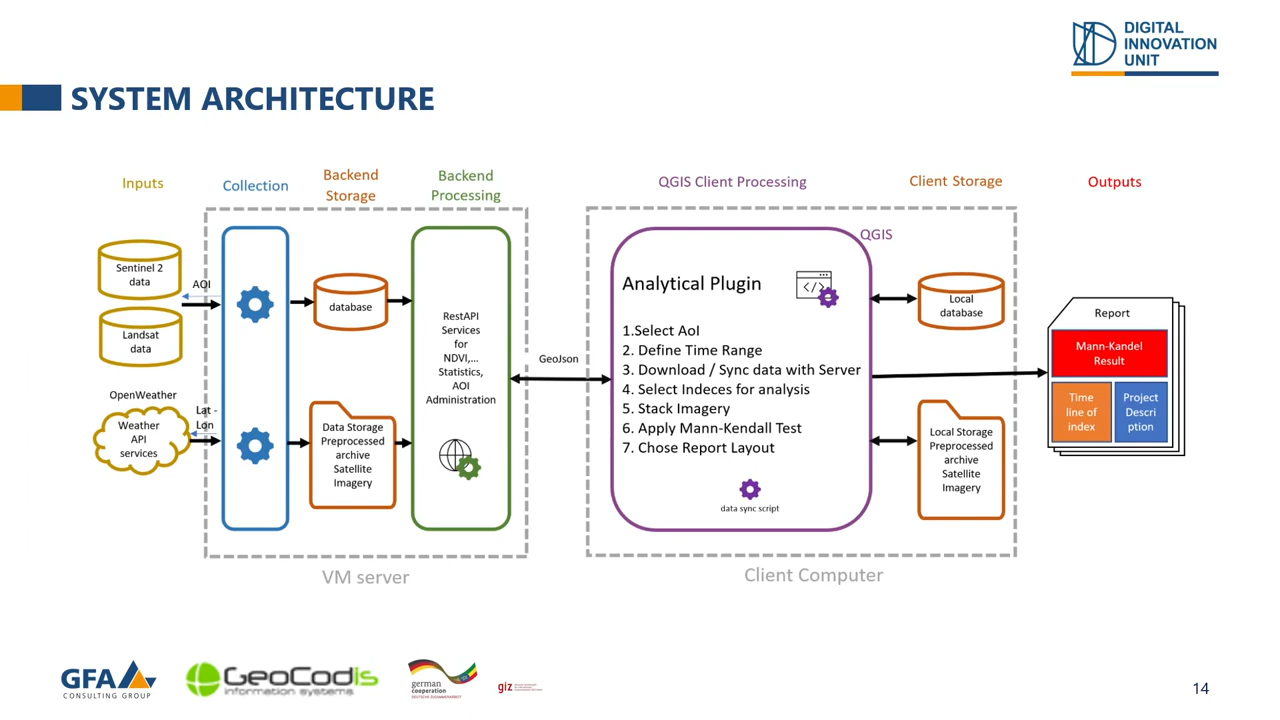 DIGITAL
INNOVATION
UNIT
SYSTEM ARCHITECTURE
Inputs
Collection
Backend
Storage
Backend
Processing
QGIS Client Processing
Client Storage
Outputs
Sentinel 2
data
AOI
Landsat
data
OpenWeather
Weather
API
services
Lat -
Lon
database
Data Storage
Preprocessed
archive
Satellite
Imagery
RestAPI
Services
for
NDVI,...
Statistics,
AOI
Administration
GeoJson
QGIS
Analytical Plugin
</>
1.Select AoI
2. Define Time Range
3. Download / Sync data with Server
4. Select Indeces for analysis
5. Stack Imagery
6. Apply Mann-Kendall Test
7. Chose Report Layout
data sync script
Local
database
Local Storage
Preprocessed
archive
Satellite
Imagery
Report
Mann-Kandel
Result
Time
line of
index
Project
Descri
ption
VM server
Client Computer
GFA
CONSULTING GROUP
GeoCodIs
information systems
german
cooperation
DEUTSCHE ZUSAMMENARBEIT
giz
14